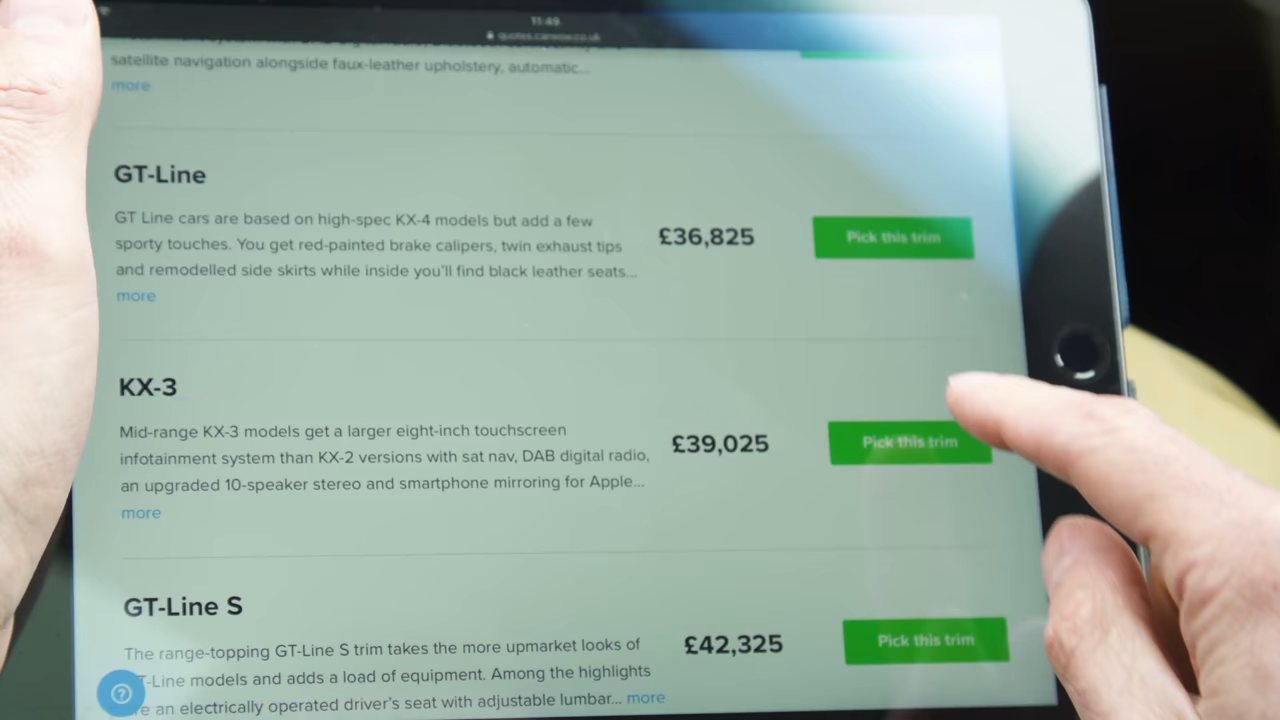 11:49
quotes.carwow.co.uk
satellite navigation alongside faux-leather upholstery, automatic...
more
GT-Line
GT Line cars are based on high-spec KX-4 models but add a few
sporty touches. You get red-painted brake calipers, twin exhaust tips
and remodelled side skirts while inside you'll find black leather seats...
more
£36,825
Pick this trim
KX-3
Mid-range KX-3 models get a larger eight-inch touchscreen
infotainment system than KX-2 versions with sat nav, DAB digital radio,
an upgraded 10-speaker stereo and smartphone mirroring for Apple...
more
£39,025
Pick this trim
GT-Line S
The range-topping GT-Line S trim takes the more upmarket looks of
T-Line models and adds a load of equipment. Among the highlights
e an electrically operated driver's seat with adjustable lumbar... more
£42,325
Pick this trim